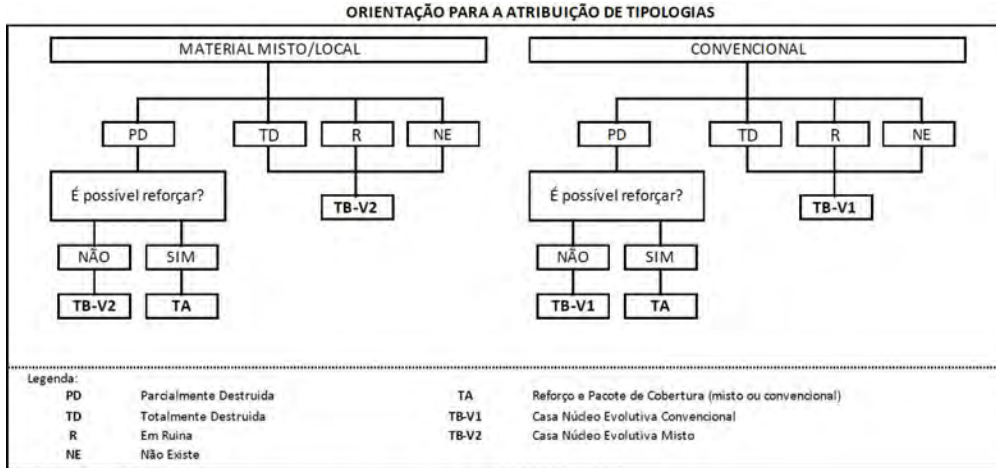 ORIENTAÇÃO PARA A ATRIBUIÇÃO DE TIPOLOGIAS
MATERIAL MISTO/LOCAL
CONVENCIONAL
PD TD R NE
PD TD R NE
É possível reforçar?
TB-V2
É possível reforçar?
TB-V1
NÃO SIM
NÃO SIM
TB-V2 TA
TB-V1 TA
Legenda:
PD Parcialmente Destruida
TD Totalmente Destruida
R Em Ruina
NE Não Existe
TA Reforço e Pacote de Cobertura (misto ou convencional)
TB-V1 Casa Núcleo Evolutiva Convencional
TB-V2 Casa Núcleo Evolutiva Misto